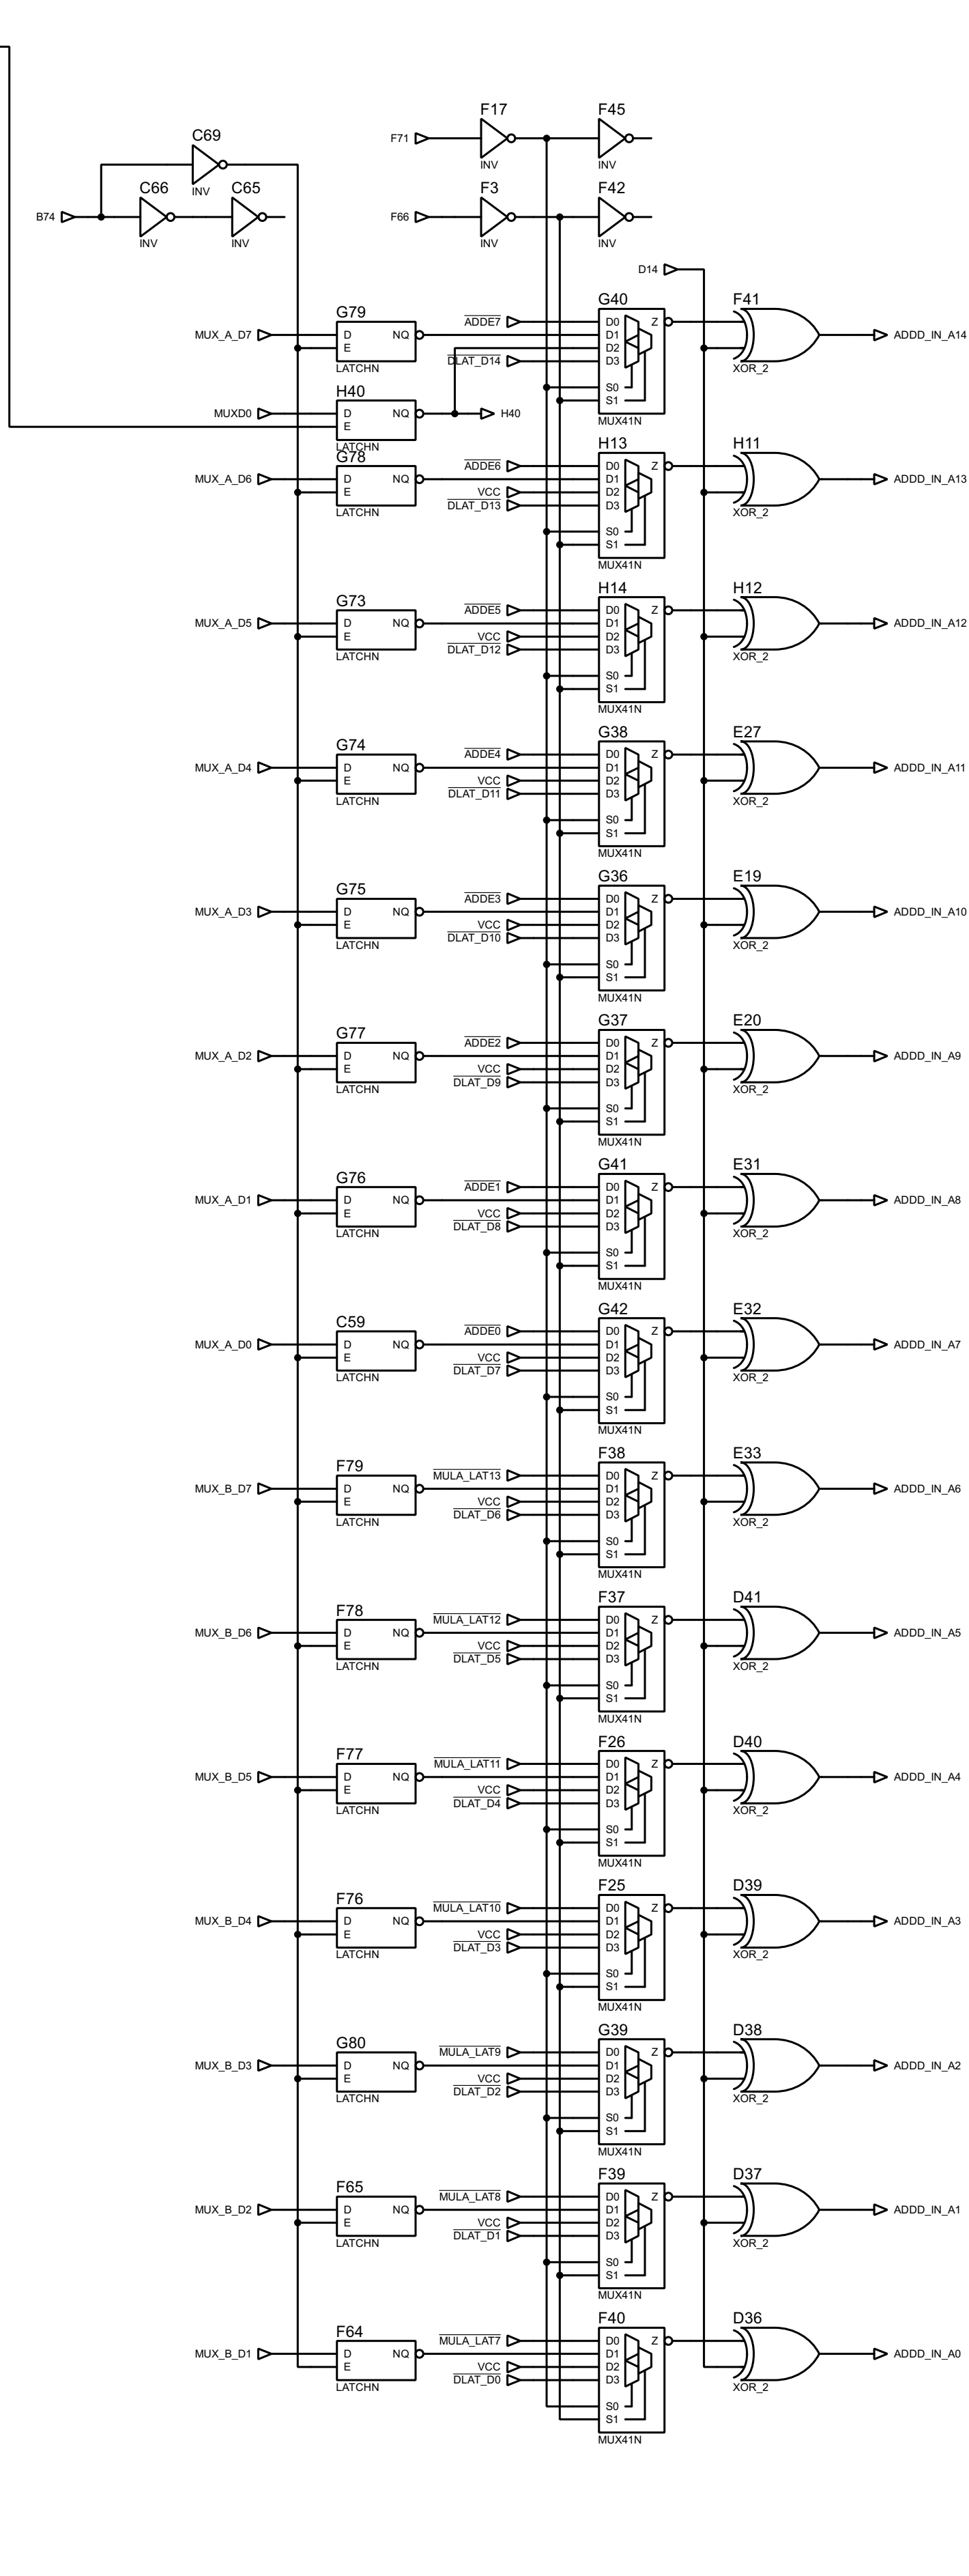 F17 F45
F71 INV INV
C69
INV
C66 C65 F3 F42
B74 INV INV F66 INV INV
D14
G79 G40 F41
MUX_A_D7 D NQ E LATCHN ADDE7 D0 Z D1 D2 DLAT_D14 D3 S0 S1 MUX41N XOR_2 ADDD_IN_A14
H40
MUXD0 D NQ E LATCHN H40
G78 H13 H11
MUX_A_D6 D NQ E LATCHN ADDE6 D0 Z D1 VCC D2 DLAT_D13 D3 S0 S1 MUX41N XOR_2 ADDD_IN_A13
G73 H14 H12
MUX_A_D5 D NQ E LATCHN ADDE5 D0 Z D1 VCC D2 DLAT_D12 D3 S0 S1 MUX41N XOR_2 ADDD_IN_A12
G74 G38 E27
MUX_A_D4 D NQ E LATCHN ADDE4 D0 Z D1 VCC D2 DLAT_D11 D3 S0 S1 MUX41N XOR_2 ADDD_IN_A11
G75 G36 E19
MUX_A_D3 D NQ E LATCHN ADDE3 D0 Z D1 VCC D2 DLAT_D10 D3 S0 S1 MUX41N XOR_2 ADDD_IN_A10
G77 G37 E20
MUX_A_D2 D NQ E LATCHN ADDE2 D0 Z D1 VCC D2 DLAT_D9 D3 S0 S1 MUX41N XOR_2 ADDD_IN_A9
G76 G41 E31
MUX_A_D1 D NQ E LATCHN ADDE1 D0 Z D1 VCC D2 DLAT_D8 D3 S0 S1 MUX41N XOR_2 ADDD_IN_A8
C59 G42 E32
MUX_A_D0 D NQ E LATCHN ADDE0 D0 Z D1 VCC D2 DLAT_D7 D3 S0 S1 MUX41N XOR_2 ADDD_IN_A7
F79 F38 E33
MUX_B_D7 D NQ E LATCHN MULA_LAT13 D0 Z D1 VCC D2 DLAT_D6 D3 S0 S1 MUX41N XOR_2 ADDD_IN_A6
F78 F37 D41
MUX_B_D6 D NQ E LATCHN MULA_LAT12 D0 Z D1 VCC D2 DLAT_D5 D3 S0 S1 MUX41N XOR_2 ADDD_IN_A5
F77 F26 D40
MUX_B_D5 D NQ E LATCHN MULA_LAT11 D0 Z D1 VCC D2 DLAT_D4 D3 S0 S1 MUX41N XOR_2 ADDD_IN_A4
F76 F25 D39
MUX_B_D4 D NQ E LATCHN MULA_LAT10 D0 Z D1 VCC D2 DLAT_D3 D3 S0 S1 MUX41N XOR_2 ADDD_IN_A3
G80 G39 D38
MUX_B_D3 D NQ E LATCHN MULA_LAT9 D0 Z D1 VCC D2 DLAT_D2 D3 S0 S1 MUX41N XOR_2 ADDD_IN_A2
F65 F39 D37
MUX_B_D2 D NQ E LATCHN MULA_LAT8 D0 Z D1 VCC D2 DLAT_D1 D3 S0 S1 MUX41N XOR_2 ADDD_IN_A1
F64 F40 D36
MUX_B_D1 D NQ E LATCHN MULA_LAT7 D0 Z D1 VCC D2 DLAT_D0 D3 S0 S1 MUX41N XOR_2 ADDD_IN_A0